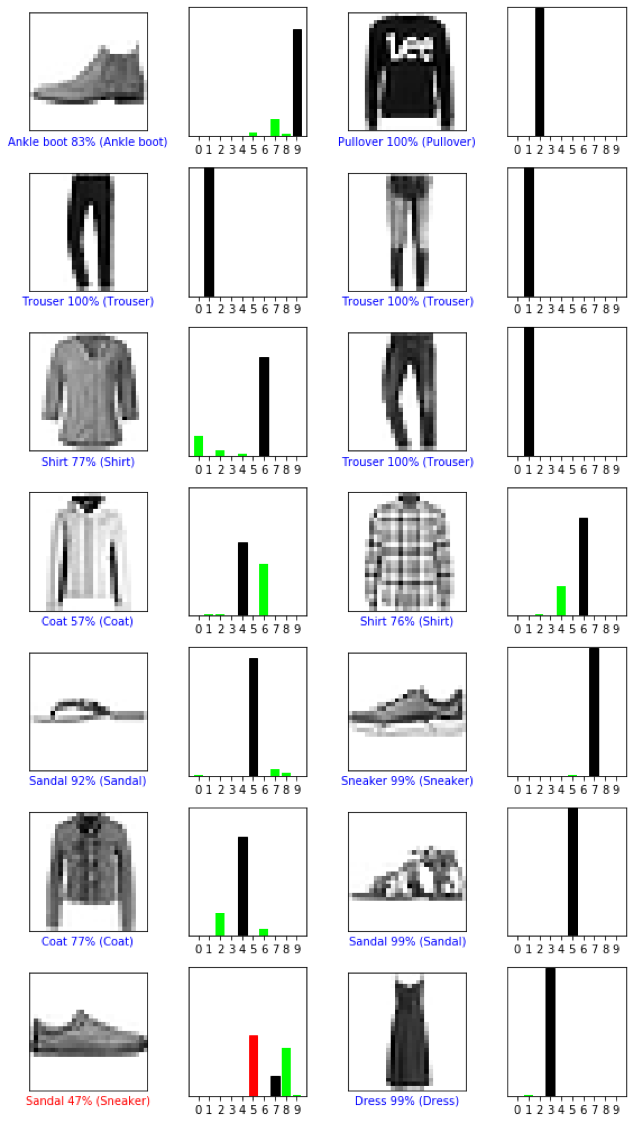 Lee
Ankle boot 83% (Ankle boot)
0 1 2 3 4 5 6 7 8 9
Pullover 100% (Pullover)
0 1 2 3 4 5 6 7 8 9
Trouser 100% (Trouser)
0 1 2 3 4 5 6 7 8 9
Trouser 100% (Trouser)
0 1 2 3 4 5 6 7 8 9
Shirt 77% (Shirt)
0 1 2 3 4 5 6 7 8 9
Trouser 100% (Trouser)
0 1 2 3 4 5 6 7 8 9
Coat 57% (Coat)
0 1 2 3 4 5 6 7 8 9
Shirt 76% (Shirt)
0 1 2 3 4 5 6 7 8 9
Sandal 92% (Sandal)
0 1 2 3 4 5 6 7 8 9
Sneaker 99% (Sneaker)
0 1 2 3 4 5 6 7 8 9
Coat 77% (Coat)
0 1 2 3 4 5 6 7 8 9
Sandal 99% (Sandal)
0 1 2 3 4 5 6 7 8 9
Sandal 47% (Sneaker)
0 1 2 3 4 5 6 7 8 9
Dress 99% (Dress)
0 1 2 3 4 5 6 7 8 9